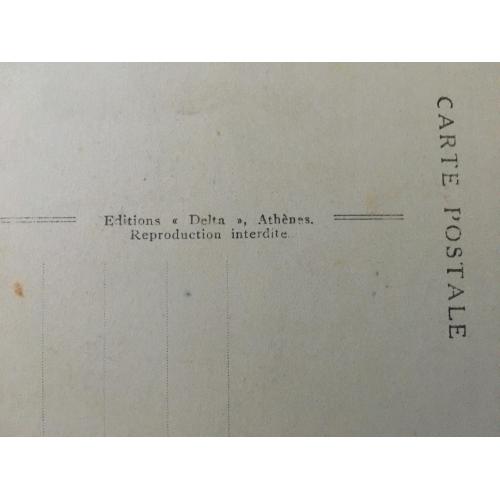 CARTE POSTALE
Editions « Delta », Athènes.
Reproduction interdite.